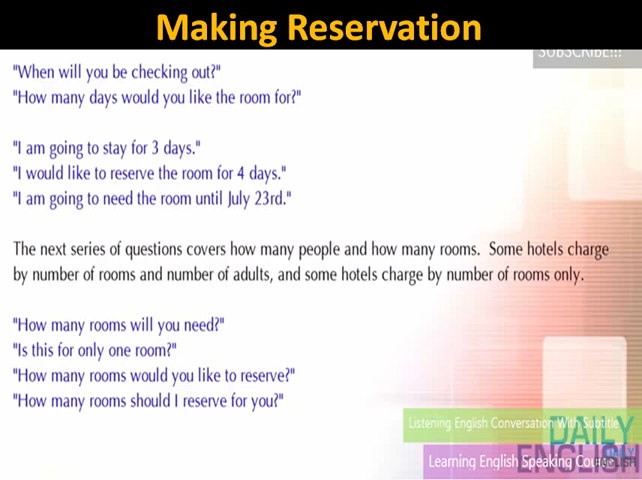 Making Reservation
SUBSCRIBE!!!
"When will you be checking out?"
"How many days would you like the room for?"
"I am going to stay for 3 days."
"I would like to reserve the room for 4 days."
"I am going to need the room until July 23rd."
The next series of questions covers how many people and how many rooms.  Some hotels charge
by number of rooms and number of adults, and some hotels charge by number of rooms only.
"How many rooms will you need?"
"Is this for only one room?"
"How many rooms would you like to reserve?"
"How many rooms should I reserve for you?"
Listening English Conversation With Subtitle
DAILY
ENGLISH
Learning English Speaking Course
DAILY
ENGLISH